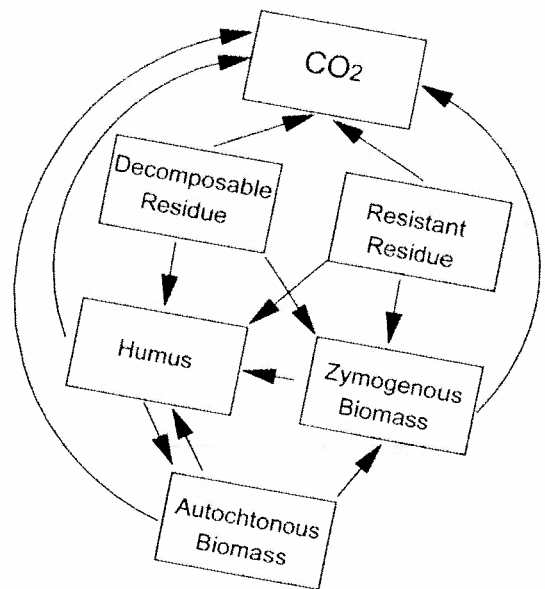 CO2
Decomposable
Residue
Resistant
Residue
Humus
Zymogenous
Biomass
Autochtonous
Biomass